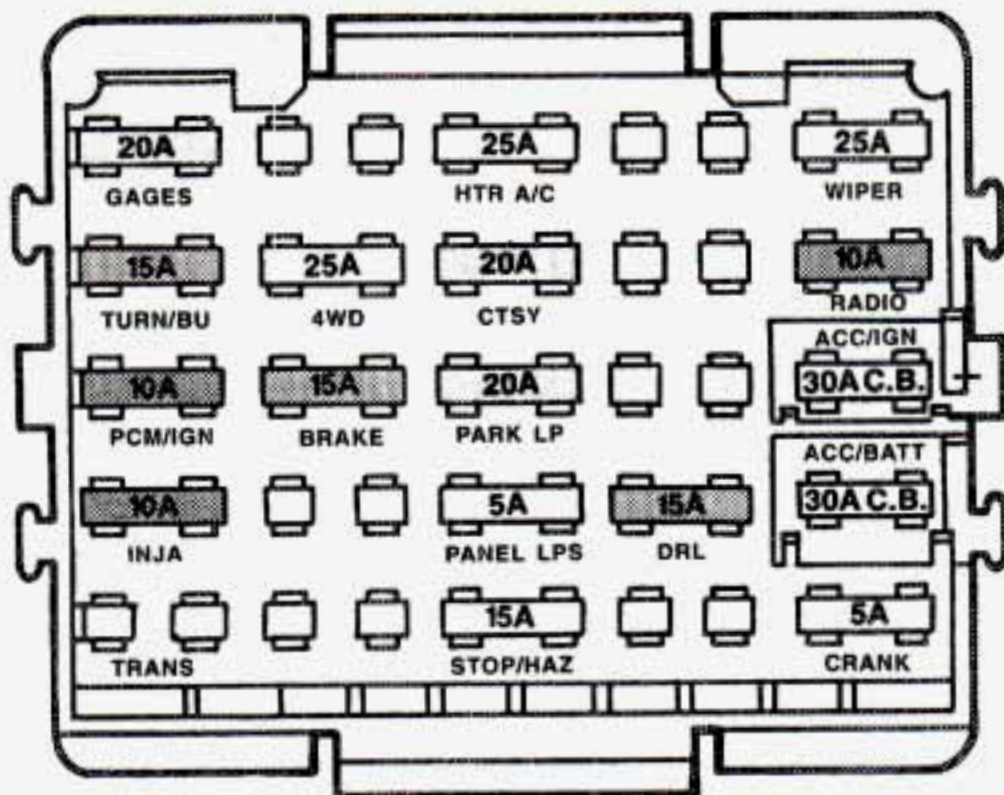 20A 25A 25A
GAGES HTR A/C WIPER
15A 25A 20A 10A
TURN/BU 4WD CTSY RADIO
ACC/IGN
10A 15A 20A 30A C.B.
PCM/IGN BRAKE PARK LP
ACC/BATT
10A 5A 15A 30A C.B.
INJA PANEL LPS DRL
15A 5A
TRANS STOP/HAZ CRANK